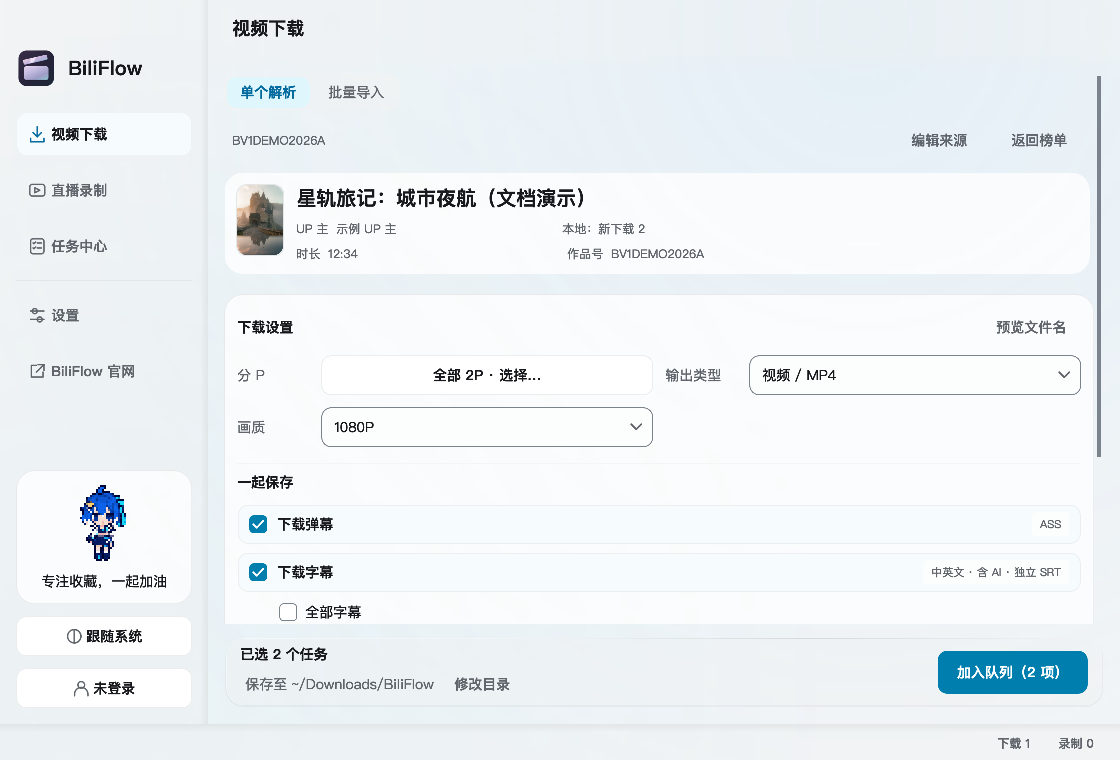 BiliFlow
视频下载
直播录制
任务中心
设置
BiliFlow 官网
专注收藏，一起加油
跟随系统
未登录
视频下载
单个解析 批量导入
BV1DEMO2026A 编辑来源 返回榜单
星轨旅记：城市夜航（文档演示）
UP 主 示例 UP 主 本地：新下载 2
时长 12:34 作品号 BV1DEMO2026A
下载设置 预览文件名
分 P 全部 2P · 选择... 输出类型 视频 / MP4
画质 1080P
一起保存
下载弹幕 ASS
下载字幕 中英文 · 含 AI · 独立 SRT
全部字幕
已选 2 个任务
保存至 ~/Downloads/BiliFlow 修改目录
加入队列（2 项）
下载 1 录制 0